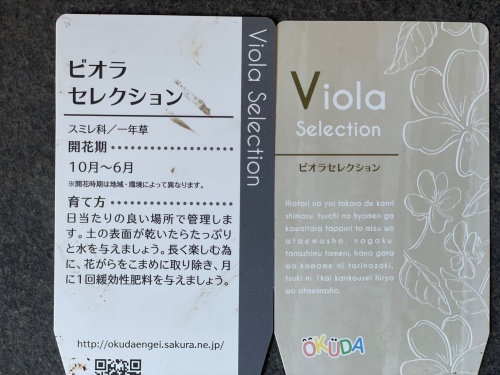 ビオラ
セレクション
スミレ科／一年草
開花期
10月〜6月
※開花時期は地域・環境によって異なります。
育て方
日当たりの良い場所で管理しま
す。土の表面が乾いたらたっぷり
と水を与えましょう。長く楽しむ為
に、花がらをこまめに取り除き、月
に1回緩効性肥料を与えましょう。
http://okudaengei.sakura.ne.jp/
Viola Selection
Viola
Selection
ビオラセレクション
Hiatari no yoi tokoro de kanri
shimasu. tsuchi no hyomen ga
kawaitara tappuri to mizu wo
ataemasho. nagaku
tanoshimu tameni, hana gara
wo komame ni torinozoki,
tsuki ni 1kai kankousei hiryo
wo ataemasho.
OKUDA